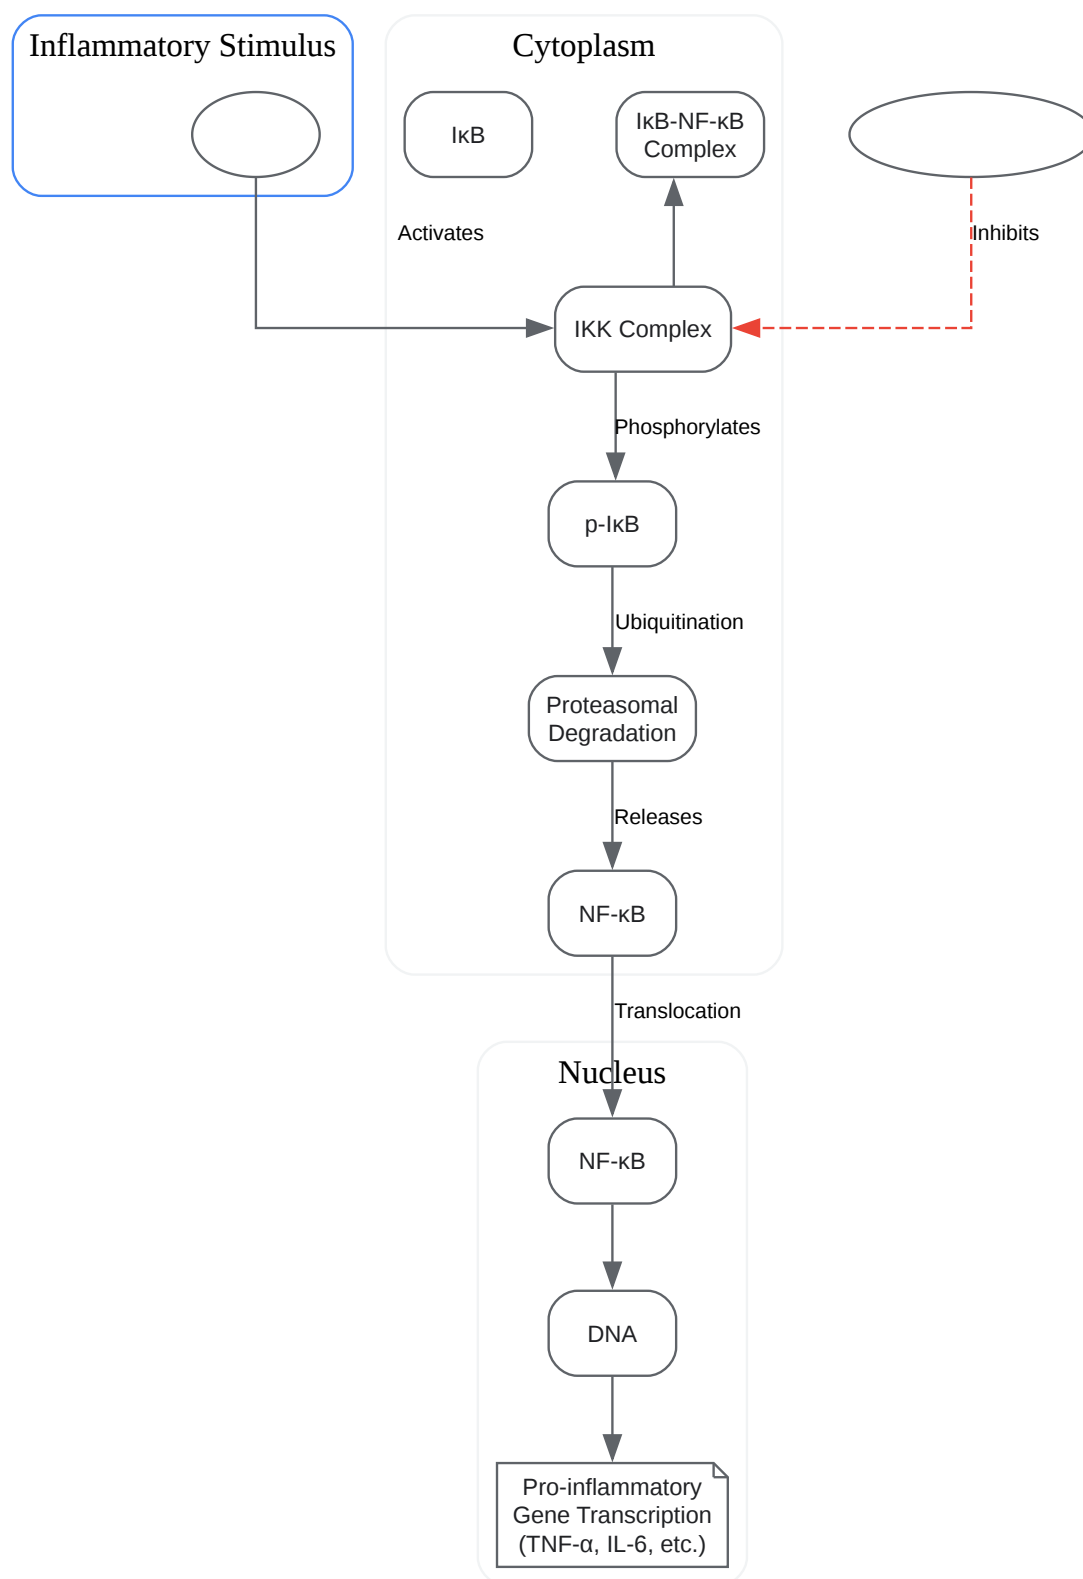 Inflammatory Stimulus
Cytoplasm
IκB
IκB-NF-κB
Complex
Activates
Inhibits
IKK Complex
Phosphorylates
p-IκB
Ubiquitination
Proteasomal
Degradation
Releases
NF-κB
Translocation
Nucleus
NF-κB
DNA
Pro-inflammatory
Gene Transcription
(TNF-α, IL-6, etc.)